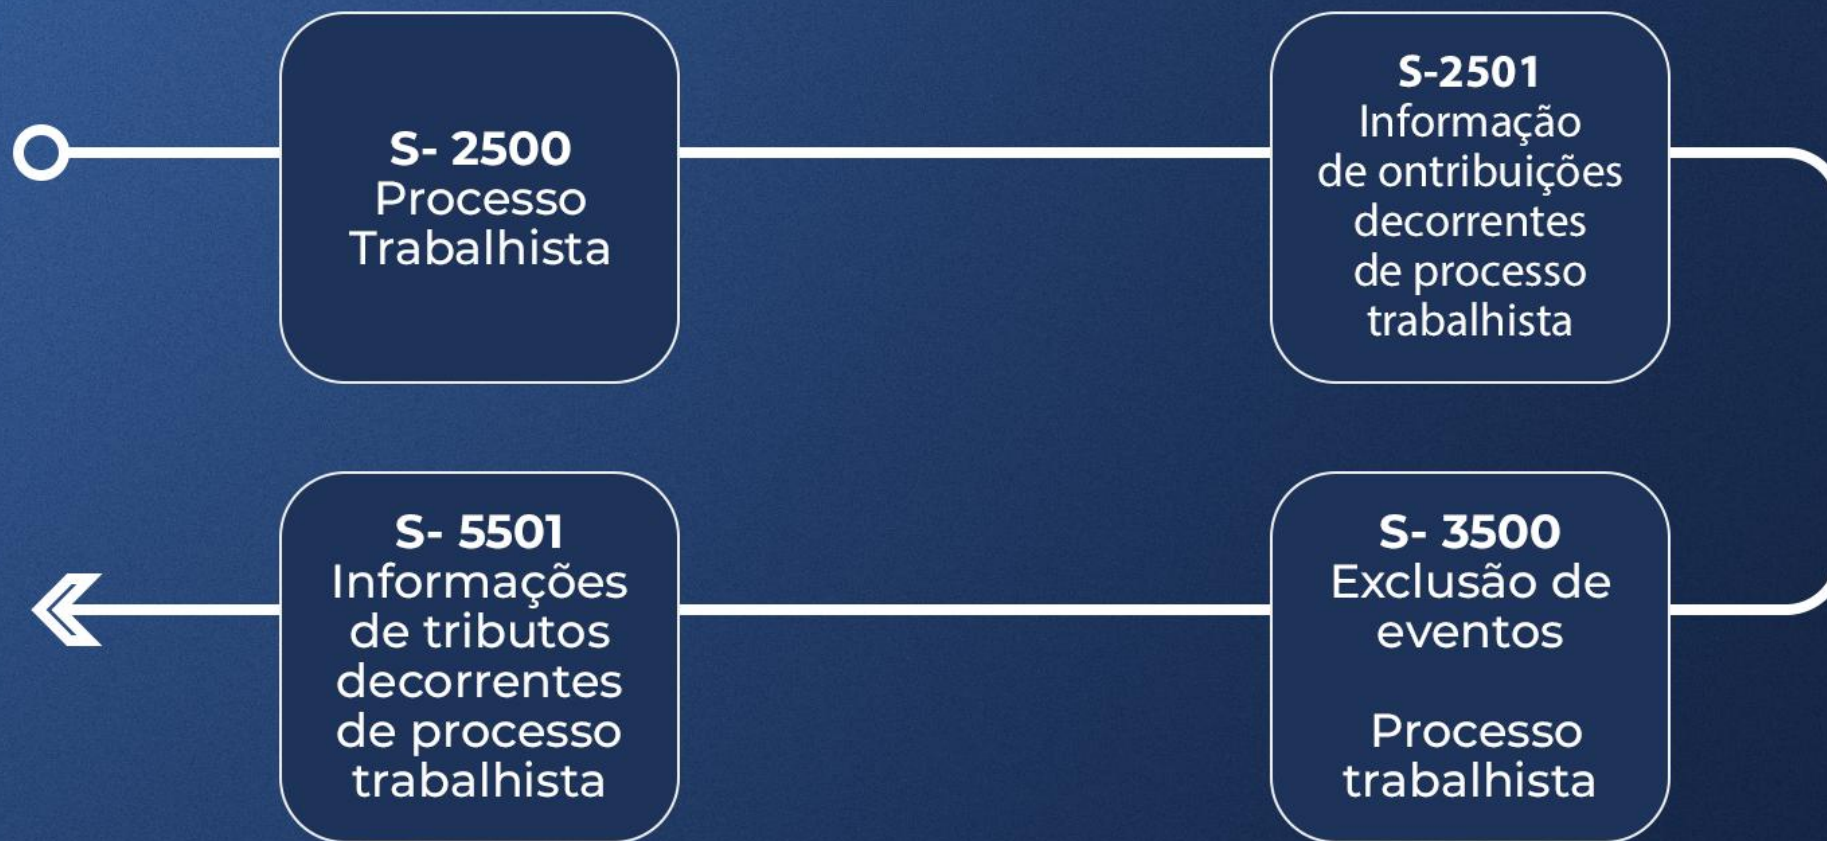 S- 2500
Processo
Trabalhista
S-2501
Informação
de ontribuições
decorrentes
de processo
trabalhista
S- 3500
Exclusão de
eventos
Processo
trabalhista
S- 5501
Informações
de tributos
decorrentes
de processo
trabalhista